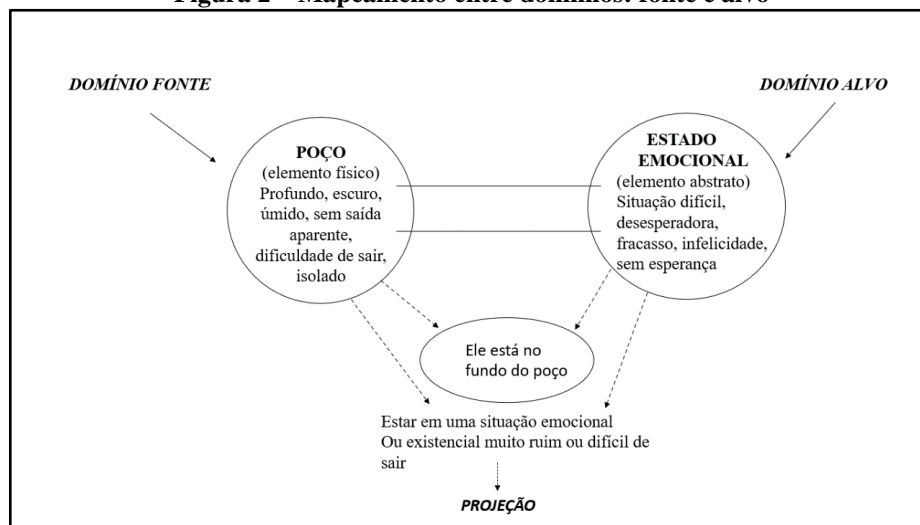 Figura 2 – Mapeamento entre domínios: fonte e alvo
DOMÍNIO FONTE
DOMÍNIO ALVO
POÇO
(elemento físico)
Profundo, escuro,
úmido, sem saída
aparente,
dificuldade de sair,
isolado
ESTADO
EMOCIONAL
(elemento abstrato)
Situação difícil,
desesperadora,
fracasso, infelicidade,
sem esperança
Ele está no
fundo do poço
Estar em uma situação emocional
Ou existencial muito ruim ou difícil de
sair
PROJEÇÃO